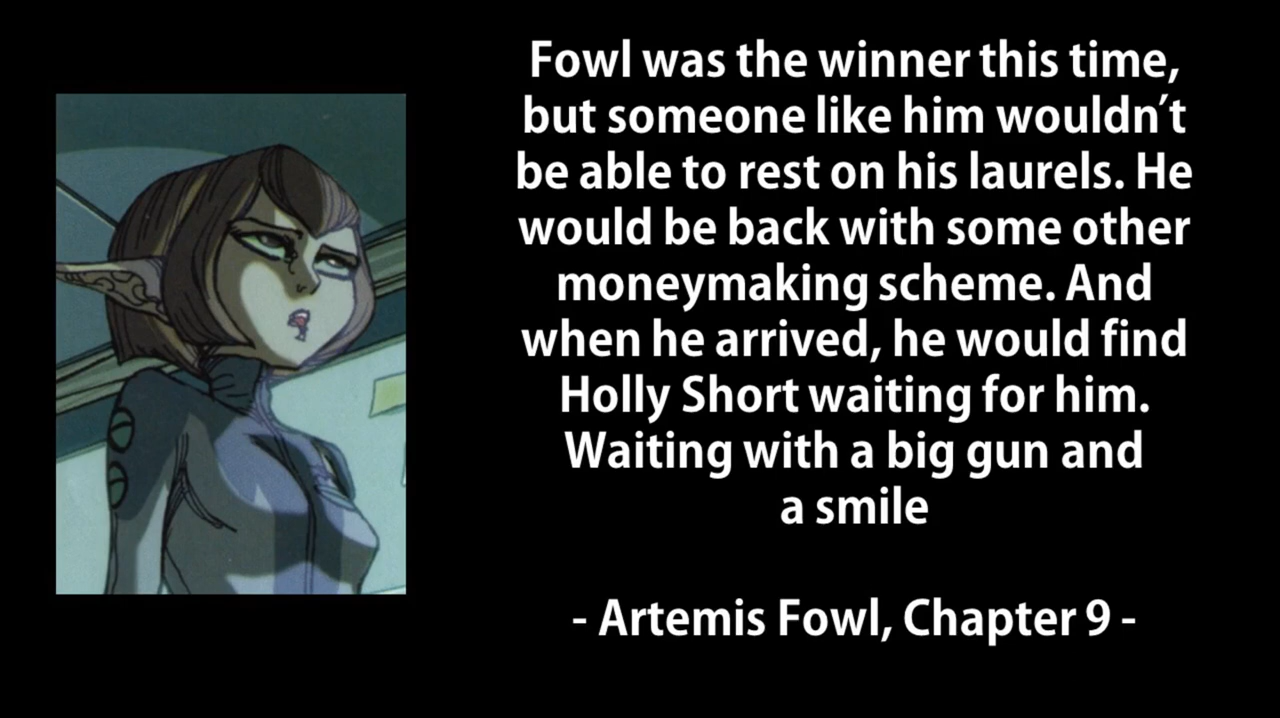 Fowl was the winner this time,
but someone like him wouldn’t
be able to rest on his laurels. He
would be back with some other
moneymaking scheme. And
when he arrived, he would find
Holly Short waiting for him.
Waiting with a big gun and
a smile
- Artemis Fowl, Chapter 9 -